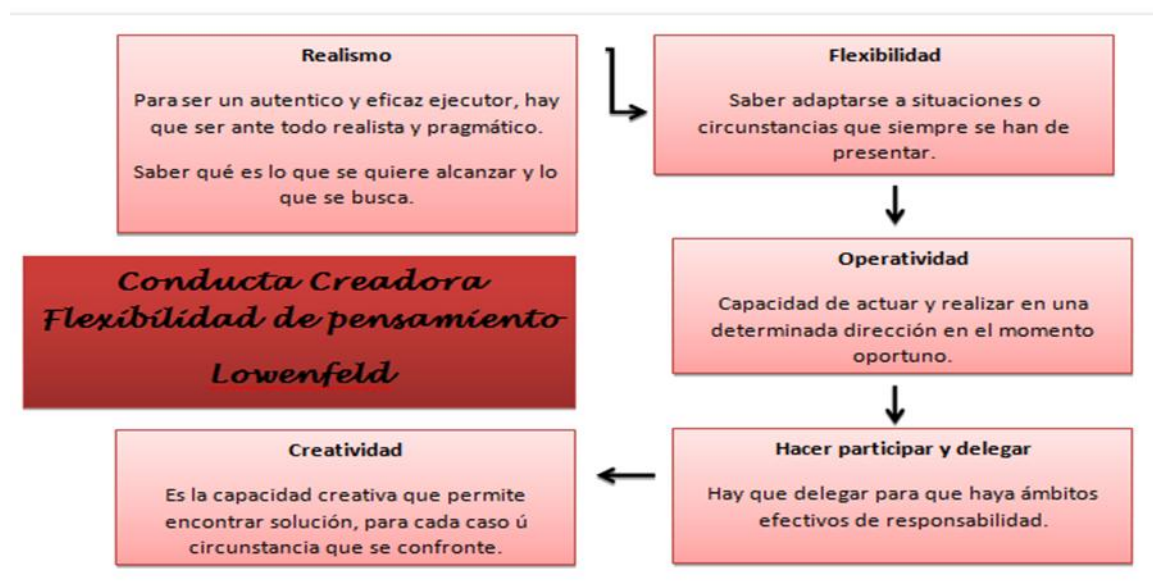 Realismo
Para ser un autentico y eficaz ejecutor, hay
que ser ante todo realista y pragmático.
Saber qué es lo que se quiere alcanzar y lo
que se busca.
Flexibilidad
Saber adaptarse a situaciones o
circunstancias que siempre se han de
presentar.
Operatividad
Capacidad de actuar y realizar en una
determinada dirección en el momento
oportuno.
Hacer participar y delegar
Hay que delegar para que haya ámbitos
efectivos de responsabilidad.
Creatividad
Es la capacidad creativa que permite
encontrar solución, para cada caso ú
circunstancia que se confronte.
Conducta Creadora
Flexibilidad de pensamiento
Lowenfeld